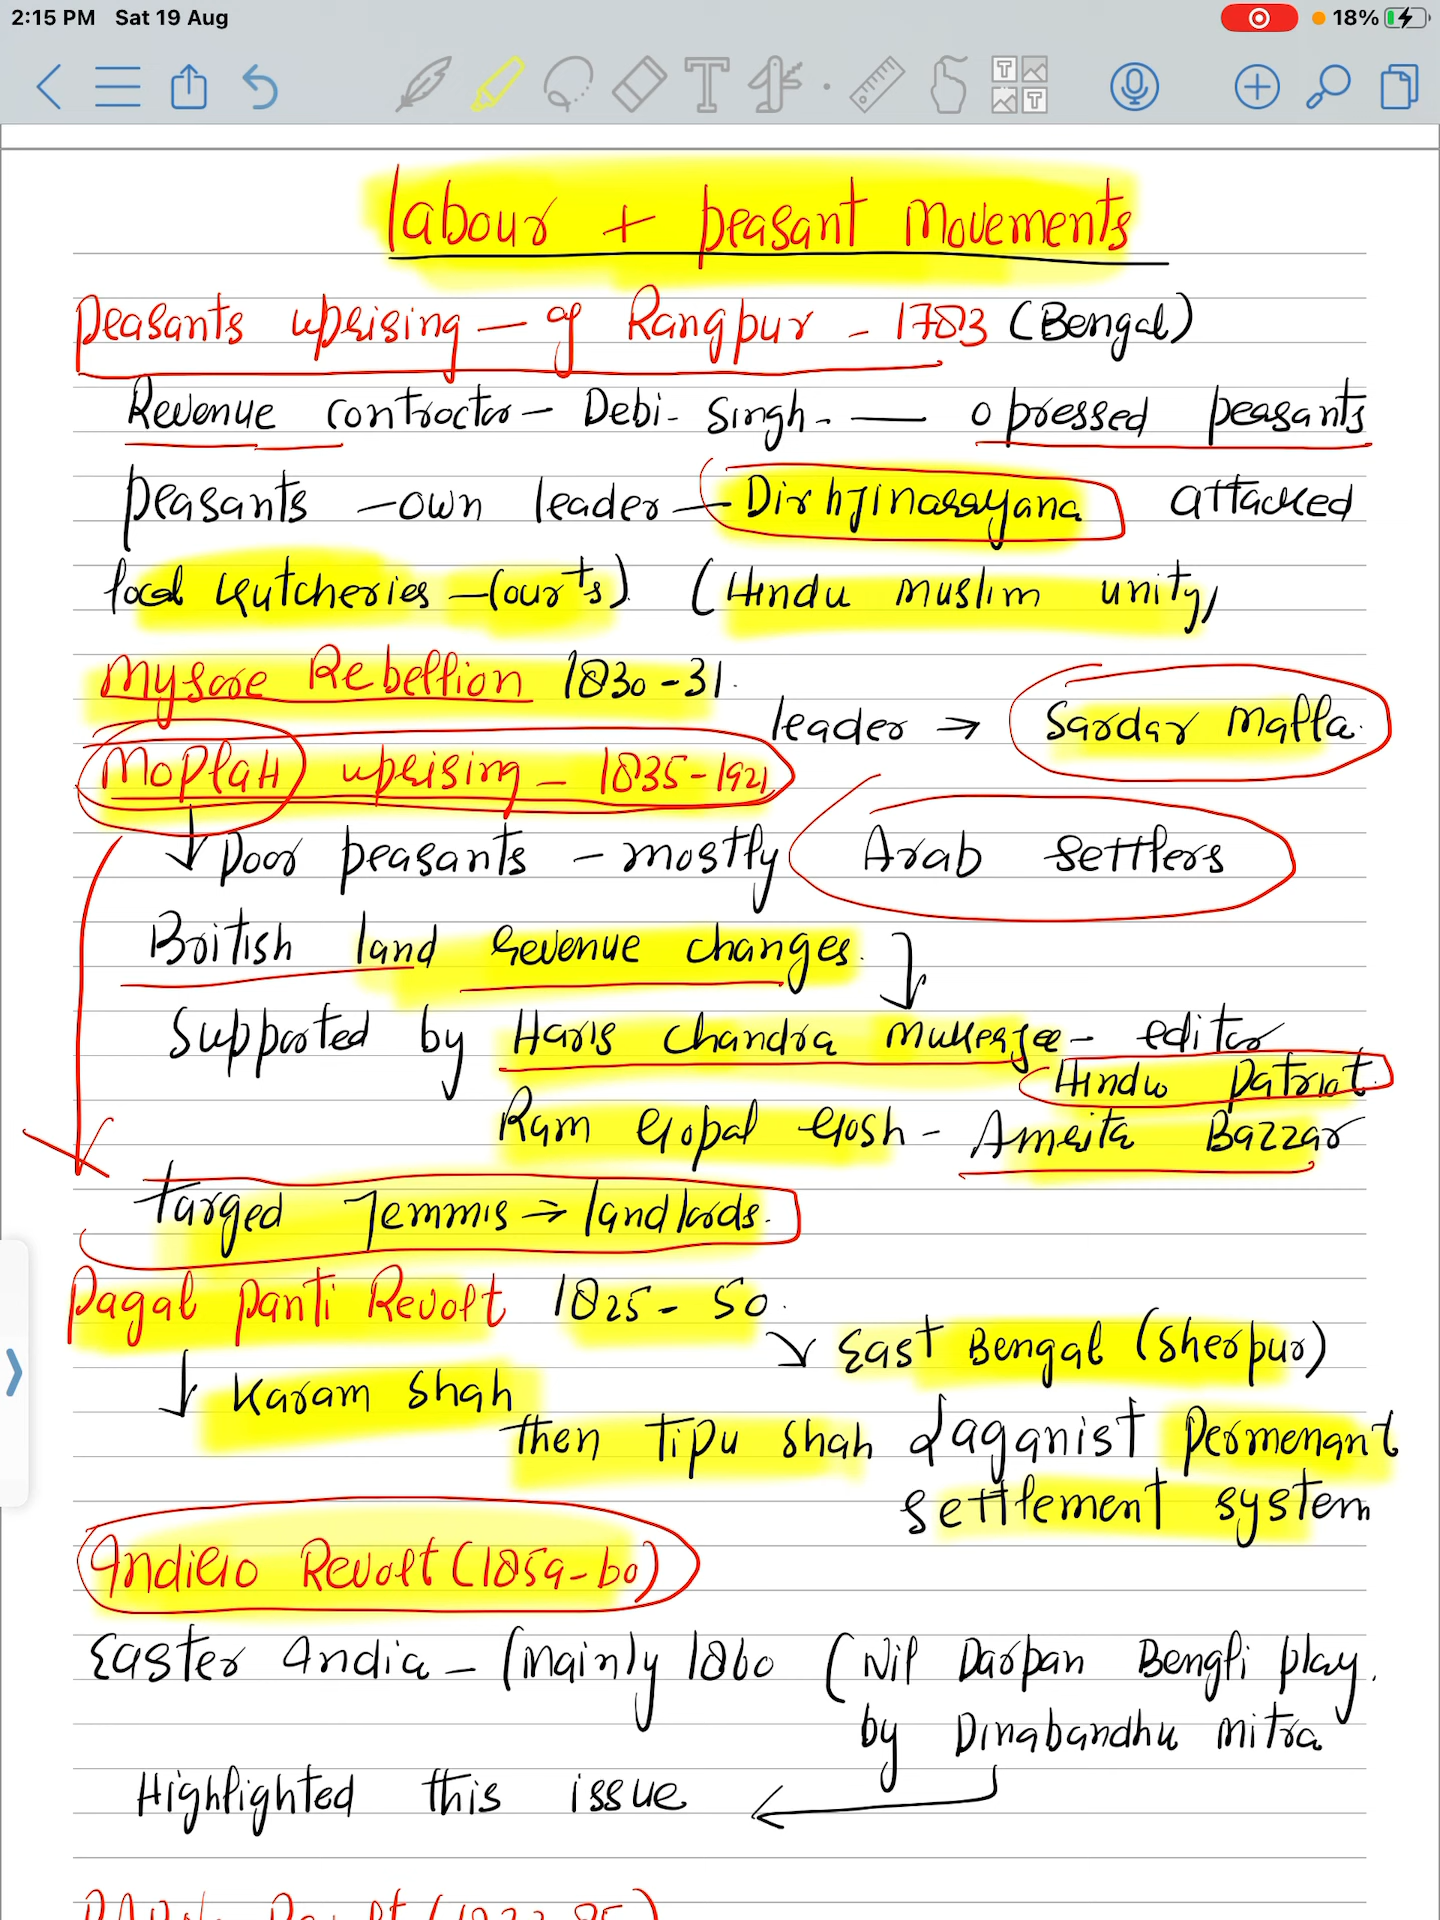 2:15 PM Sat 19 Aug
18%
labour + peasant Movements
Peasants uprising - of Rangpur - 1783 (Bengal)
Revenue contractor - Debi - Singh - — opressed peasants
Peasants - own leader - Dirhjinarayana attacked
local Kutcheries - (ourts) (Hindu muslim unity)
Mysore Rebellion 1830-31.
leader → Sardar Malla.
MOPlaH uprising - 1835-1921
↓ Poor peasants - mostly Arab settlers
British land revenue changes.
Supported by Haris Chandra Mukerjee - editor
Hindu Patriot.
Ram Gopal Gosh - Amrita Bazzar
targed Jemmis → landlords.
Pagal Panti Revolt 1825 - 50.
↘ East Bengal (Sherpur)
↓ Karam Shah
then Tipu Shah
aganist Permenant
settlement system
Indigo Revolt (1859-60)
Easter India - (mainly 1860 (Nil Darpan Bengli play.
by Dinabandhu mitra
Highlighted this issue